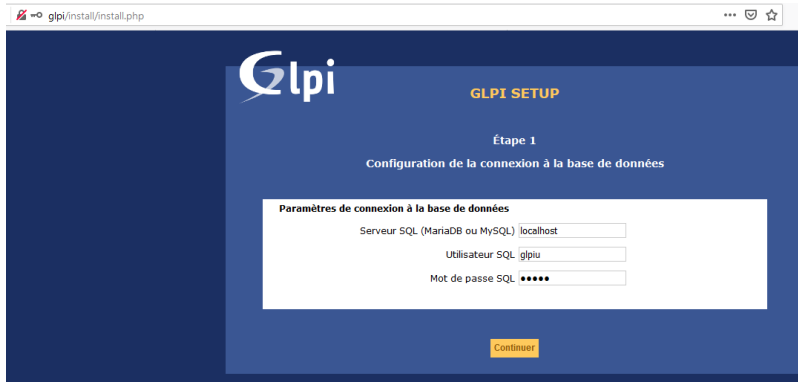 glpi/install/install.php
Glpi
GLPI SETUP
Étape 1
Configuration de la connexion à la base de données
Paramètres de connexion à la base de données
Serveur SQL (MariaDB ou MySQL) localhost
Utilisateur SQL glpiu
Mot de passe SQL •••••
Continuer